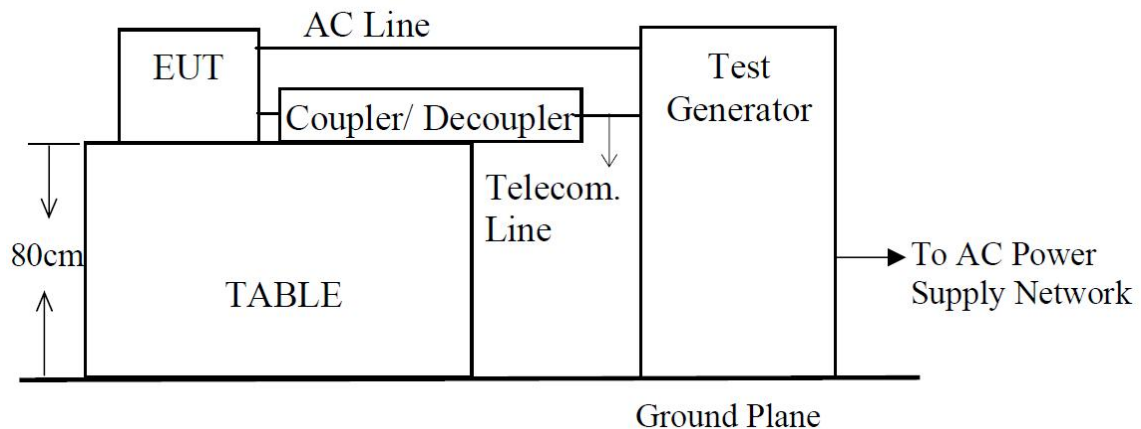 AC Line
EUT
Test
Generator
Coupler/ Decoupler
Telecom.
Line
80cm
To AC Power
Supply Network
TABLE
Ground Plane